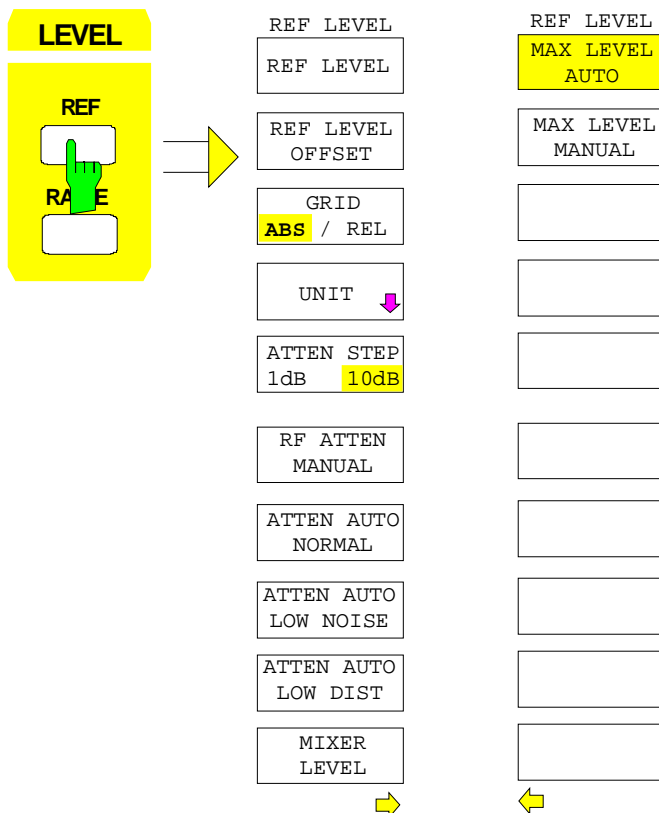 LEVEL
REF
RA E
REF LEVEL
REF LEVEL
REF LEVEL
OFFSET
GRID
ABS / REL
UNIT
ATTEN STEP
1dB 10dB
RF ATTEN
MANUAL
ATTEN AUTO
NORMAL
ATTEN AUTO
LOW NOISE
ATTEN AUTO
LOW DIST
MIXER
LEVEL
REF LEVEL
MAX LEVEL
AUTO
MAX LEVEL
MANUAL